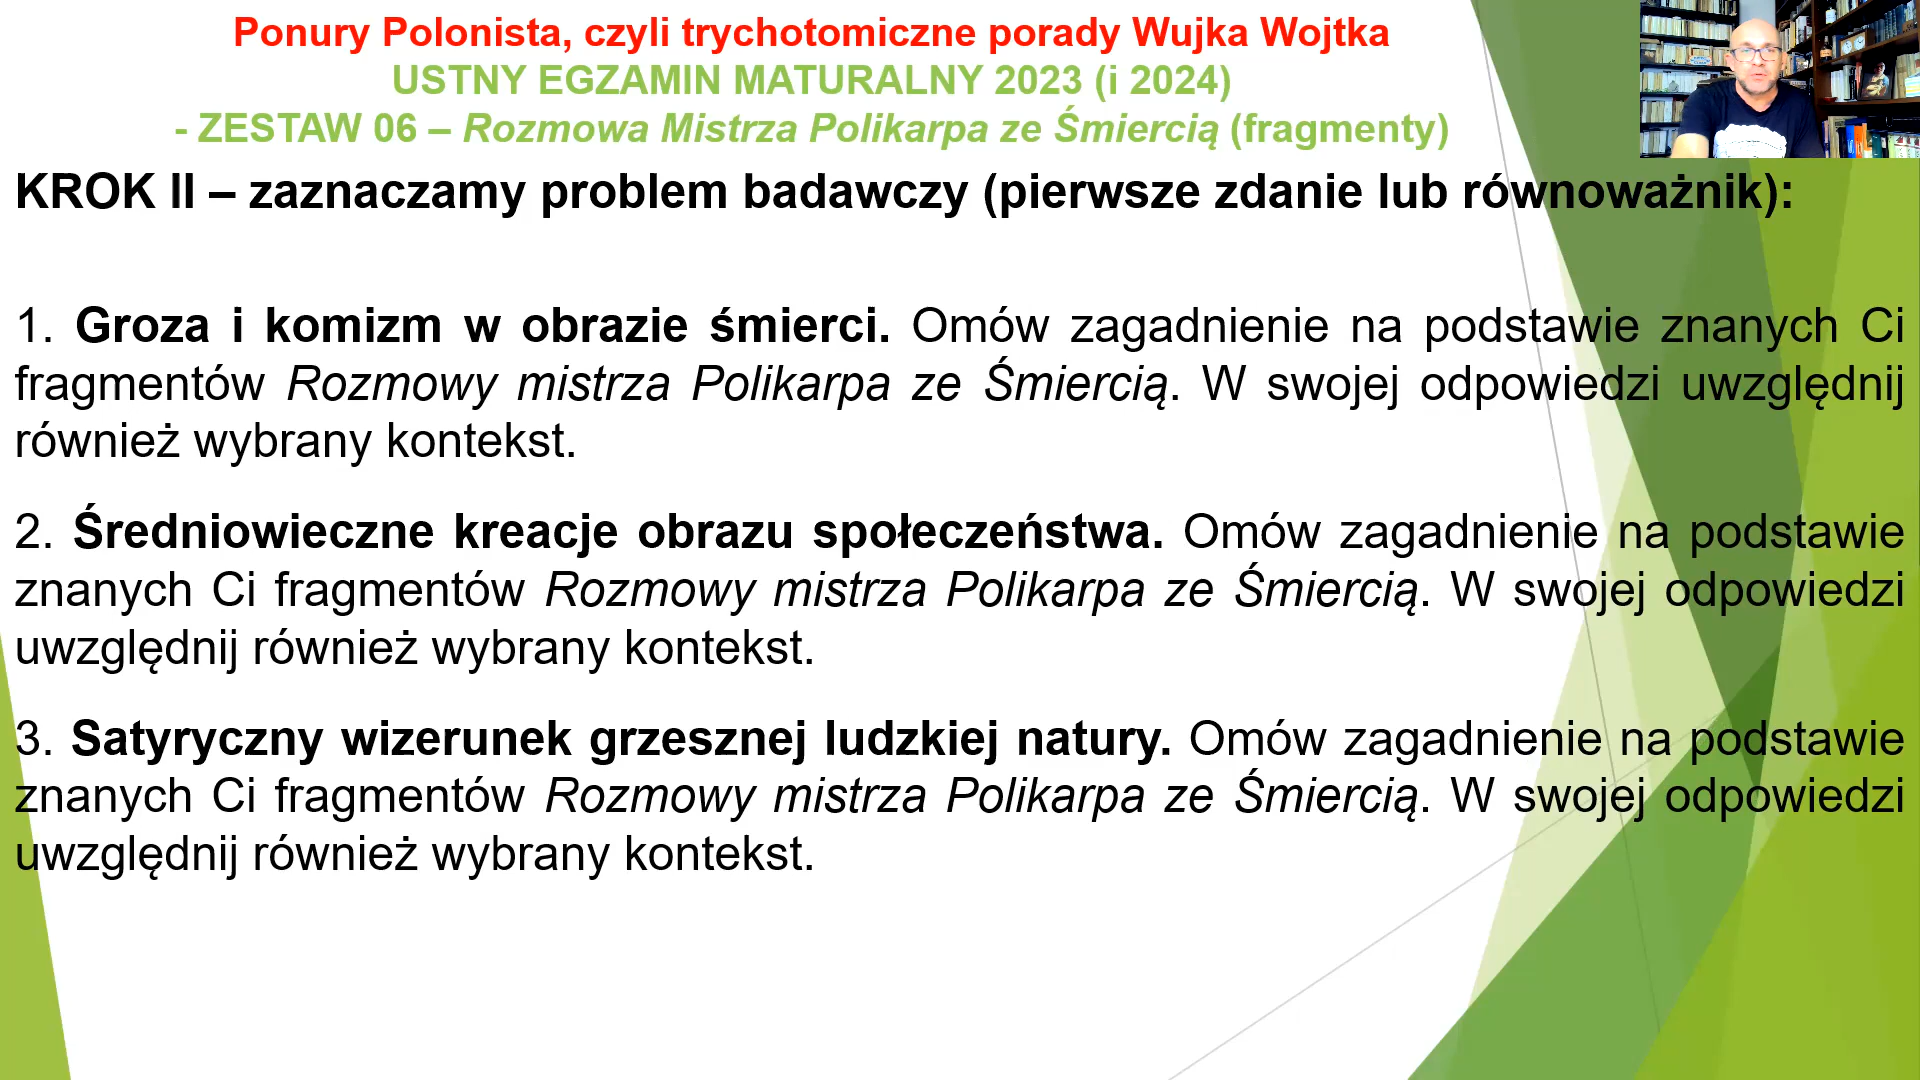 Ponury Polonista, czyli trychotomiczne porady Wujka Wojtka
USTNY EGZAMIN MATURALNY 2023 (i 2024)
- ZESTAW 06 – Rozmowa Mistrza Polikarpa ze Śmiercią (fragmenty)
KROK II – zaznaczamy problem badawczy (pierwsze zdanie lub równoważnik):
1. Groza i komizm w obrazie śmierci. Omów zagadnienie na podstawie znanych Ci
fragmentów Rozmowy mistrza Polikarpa ze Śmiercią. W swojej odpowiedzi uwzględnij
również wybrany kontekst.
2. Średniowieczne kreacje obrazu społeczeństwa. Omów zagadnienie na podstawie
znanych Ci fragmentów Rozmowy mistrza Polikarpa ze Śmiercią. W swojej odpowiedzi
uwzględnij również wybrany kontekst.
3. Satyryczny wizerunek grzesznej ludzkiej natury. Omów zagadnienie na podstawie
znanych Ci fragmentów Rozmowy mistrza Polikarpa ze Śmiercią. W swojej odpowiedzi
uwzględnij również wybrany kontekst.